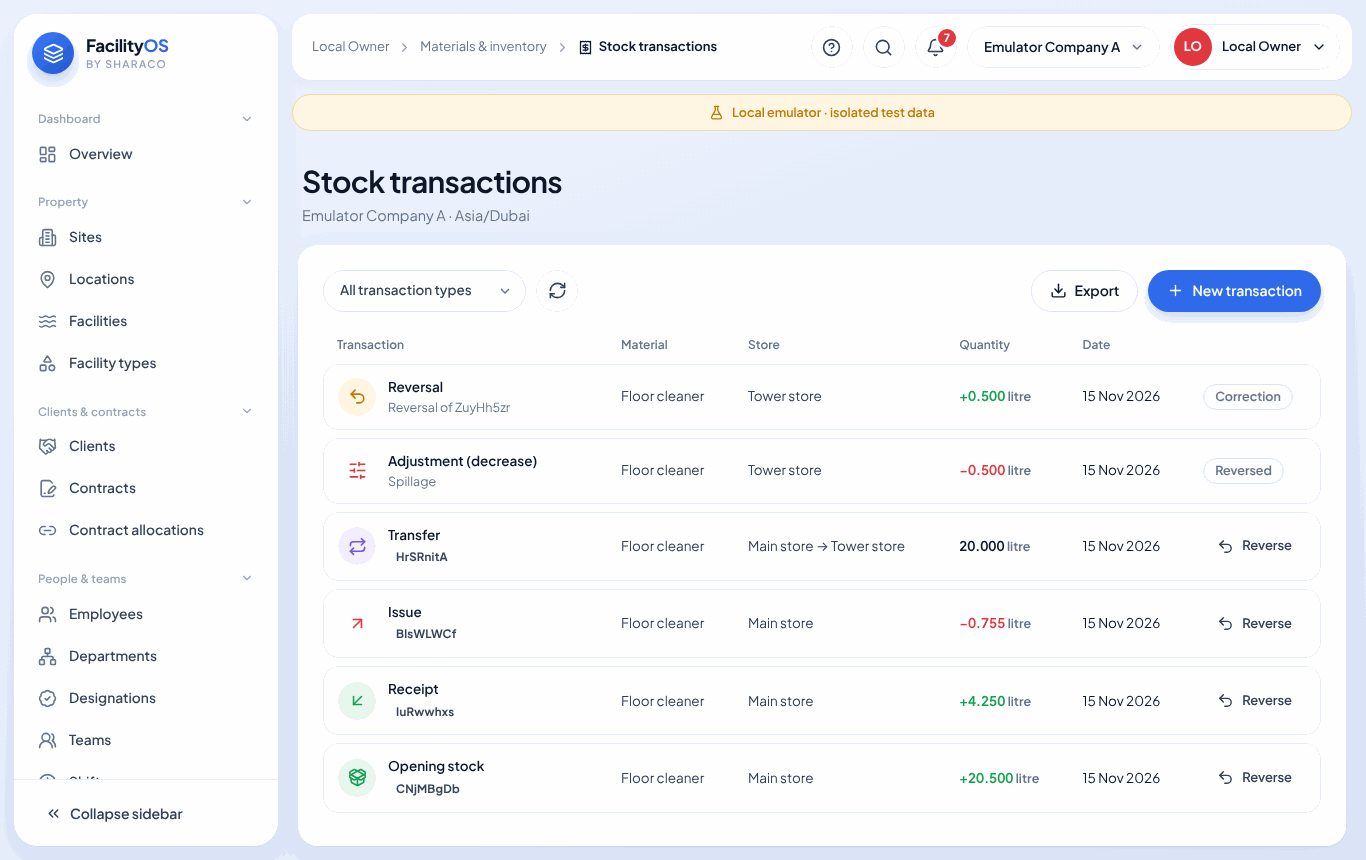 FacilityOS
BY SHARACO
Dashboard
Overview
Property
Sites
Locations
Facilities
Facility types
Clients & contracts
Clients
Contracts
Contract allocations
People & teams
Employees
Departments
Designations
Teams
Collapse sidebar
Local Owner > Materials & inventory > Stock transactions
7
Emulator Company A
LO Local Owner
Local emulator · isolated test data
Stock transactions
Emulator Company A · Asia/Dubai
All transaction types
Export
+ New transaction
Transaction Material Store Quantity Date
Reversal
Reversal of ZuyHh5zr
Floor cleaner Tower store +0.500 litre 15 Nov 2026 Correction
Adjustment (decrease)
Spillage
Floor cleaner Tower store −0.500 litre 15 Nov 2026 Reversed
Transfer
HrSRnitA
Floor cleaner Main store → Tower store 20.000 litre 15 Nov 2026 Reverse
Issue
BIsWLWCf
Floor cleaner Main store −0.755 litre 15 Nov 2026 Reverse
Receipt
IuRwwhxs
Floor cleaner Main store +4.250 litre 15 Nov 2026 Reverse
Opening stock
CNjMBgDb
Floor cleaner Main store +20.500 litre 15 Nov 2026 Reverse